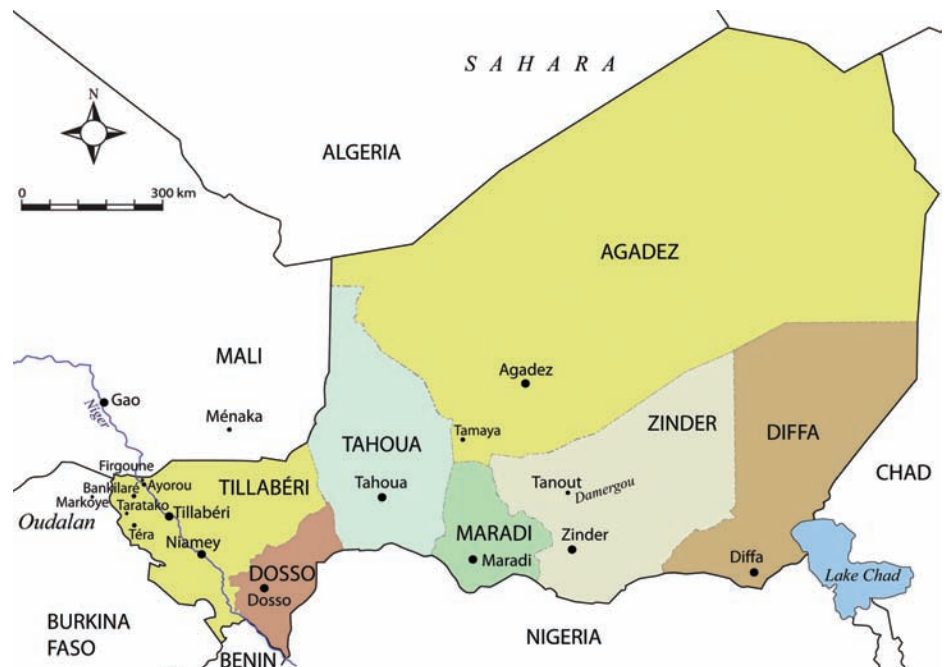 S A H A R A
N
0 300 km
ALGERIA
AGADEZ
MALI
Agadez
Gao
Niger
Ménaka
ZINDER
Tamaya
DIFFA
TAHOUA
Firgoune
CHAD
Bankilaré
Ayorou
TILLABÉRI
Tahoua
Tanout
Damergou
Markoye
Taratako
Tillabéri
Oudalan
Téra
Niamey
MARADI
Zinder
Maradi
Diffa
DOSSO
Lake Chad
Dosso
BURKINA
FASO
NIGERIA
BENIN